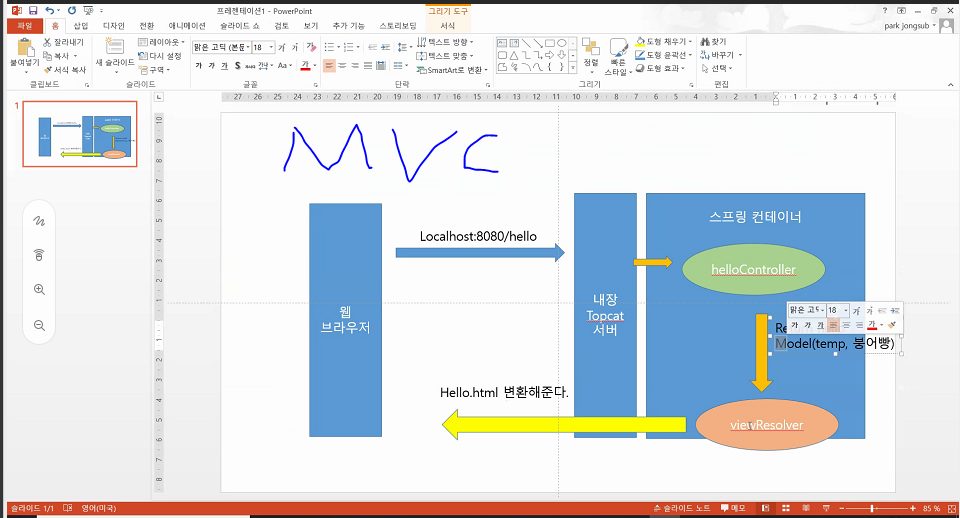 프레젠테이션1 - PowerPoint
그리기 도구
park jongsub
파일 홈 삽입 디자인 전환 애니메이션 슬라이드 쇼 검토 보기 추가 기능 스토리보딩 서식
붙여넣기
잘라내기
복사
서식 복사
클립보드
새 슬라이드
레이아웃
다시 설정
구역
슬라이드
맑은 고딕 (본문 18
가 가 가 S abc 가간 Aa 가
글꼴
텍스트 방향
텍스트 맞춤
SmartArt로 변환
단락
정렬
빠른 스타일
도형 채우기
도형 윤곽선
도형 효과
그리기
찾기
바꾸기
선택
편집
1
MVC
웹
브라우저
Localhost:8080/hello
내장
Topcat
서버
스프링 컨테이너
helloController
맑은 고딕 18
가 가 가
Re
Model(temp, 붕어빵)
Hello.html 변환해준다.
viewResolver
슬라이드 1/1 영어(미국)
슬라이드 노트 메모 85 %